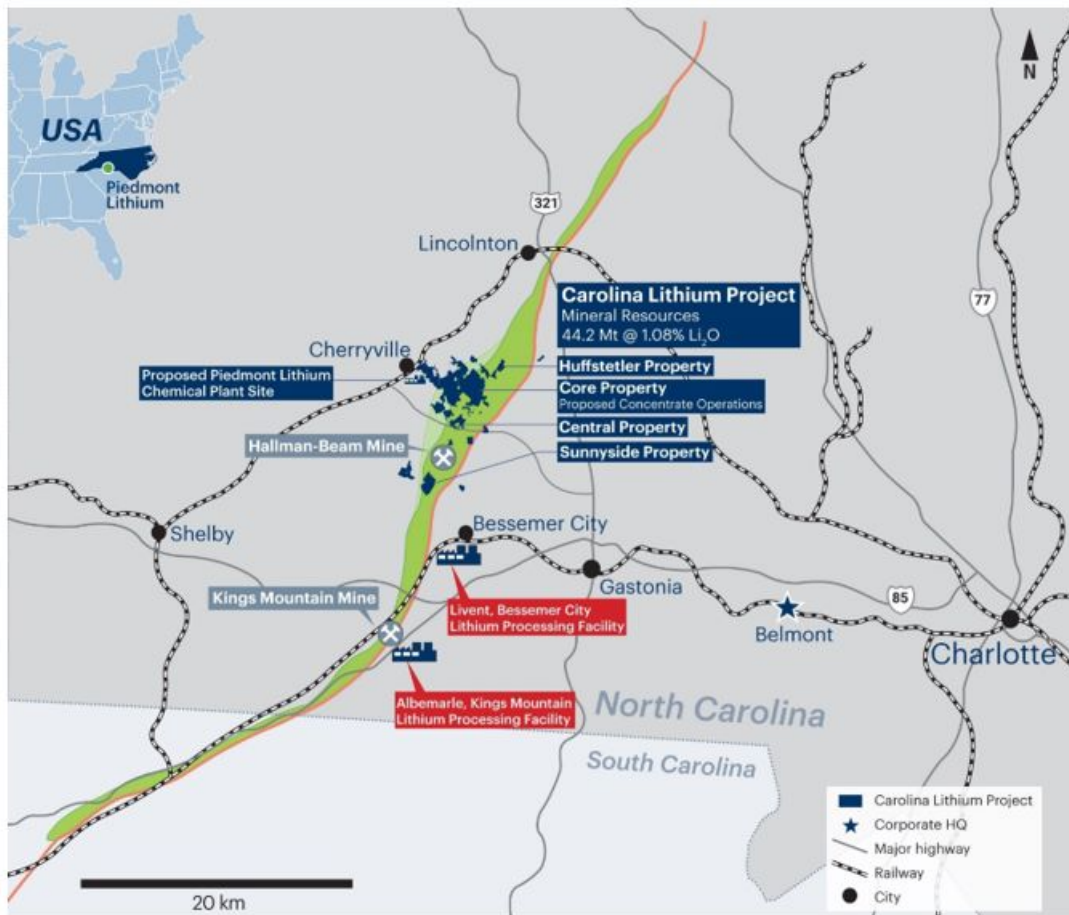 N
USA
Piedmont
Lithium
321
77
Lincolnton
Carolina Lithium Project
Mineral Resources
44.2 Mt @ 1.08% Li₂O
Cherryville
Huffstetler Property
Proposed Piedmont Lithium
Chemical Plant Site
Core Property
Proposed Concentrate Operations
Central Property
Hallman-Beam Mine
Sunnyside Property
Shelby
Bessemer City
Gastonia
Kings Mountain Mine
85
Livent, Bessemer City
Lithium Processing Facility
Belmont
Charlotte
Albemarle, Kings Mountain
Lithium Processing Facility
North Carolina
South Carolina
Carolina Lithium Project
Corporate HQ
Major highway
Railway
City
20 km